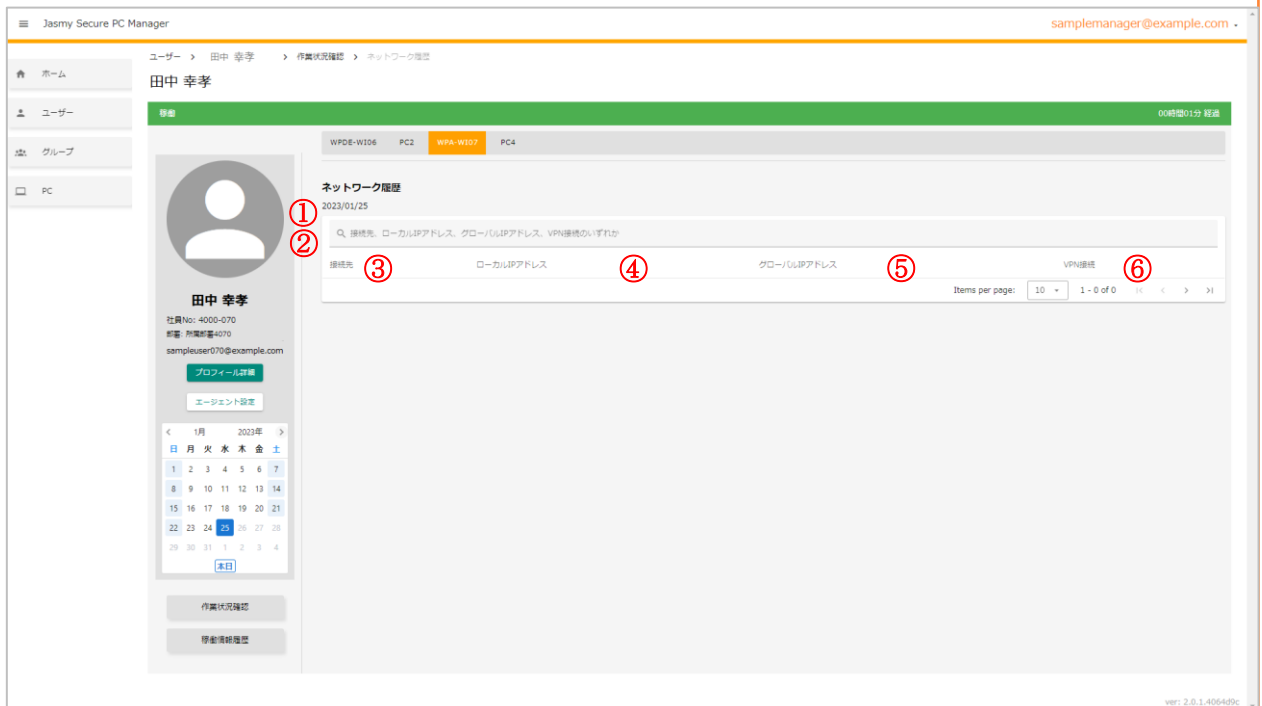 Jasmy Secure PC Manager
samplemanager@example.com
ユーザー > 田中 幸孝 > 作業状況確認 > ネットワーク履歴
田中 幸孝
ホーム
ユーザー
グループ
PC
稼働 00時間01分 経過
WPDE-WI06 PC2 WPA-WI07 PC4
ネットワーク履歴
① 2023/01/25
② 接続先、ローカルIPアドレス、グローバルIPアドレス、VPN接続のいずれか
接続先 ③ ローカルIPアドレス ④ グローバルIPアドレス ⑤ VPN接続 ⑥
Items per page: 10 1 - 0 of 0
田中 幸孝
社員No: 4000-070
部署: 所属部署4070
sampleuser070@example.com
プロフィール詳細
エージェント設定
< 1月 2023年 >
日 月 火 水 木 金 土
1 2 3 4 5 6 7
8 9 10 11 12 13 14
15 16 17 18 19 20 21
22 23 24 25 26 27 28
29 30 31 1 2 3 4
本日
作業状況確認
稼働情報履歴
ver: 2.0.1.4064d9c